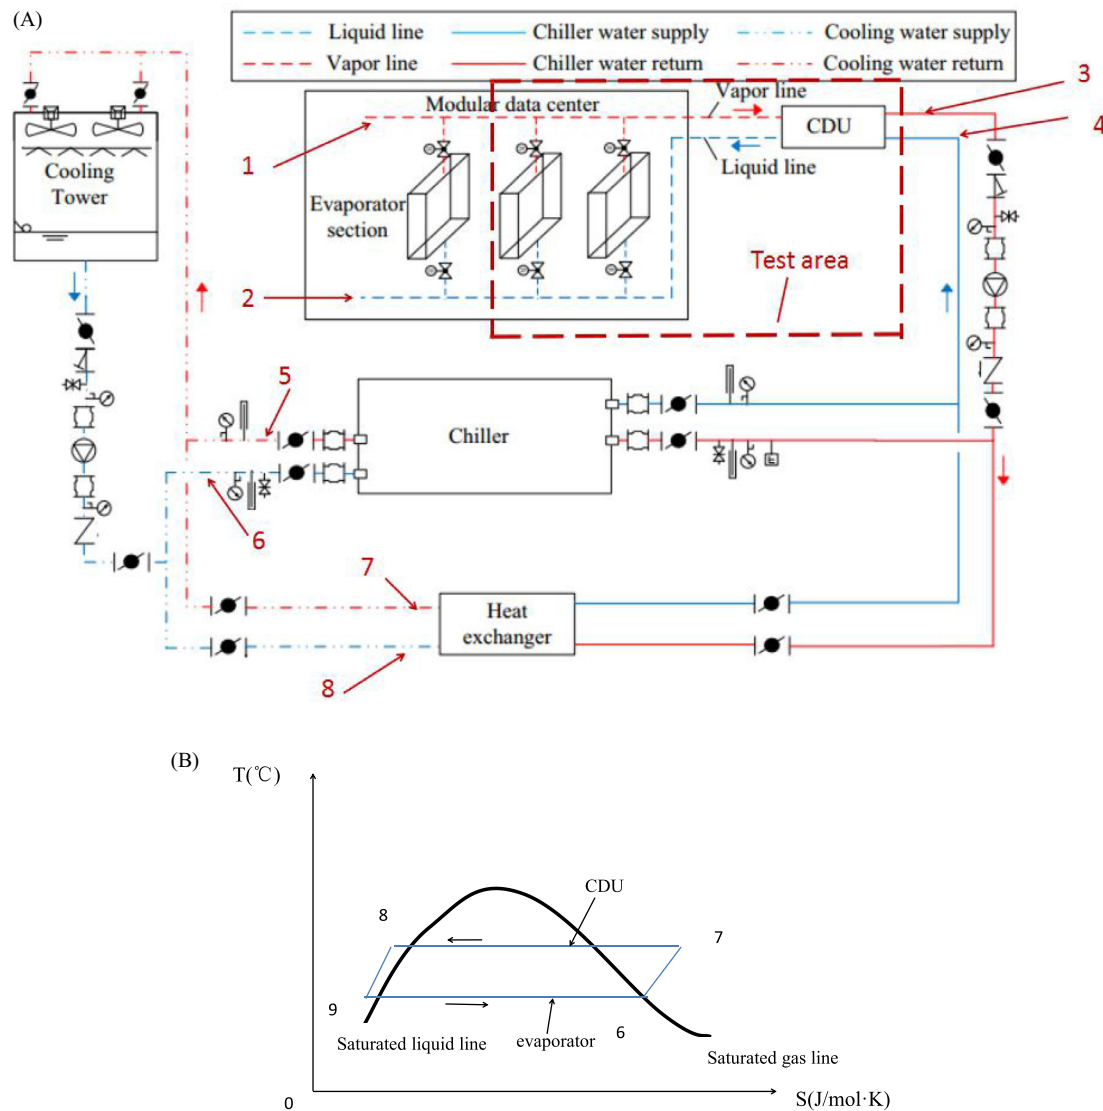 (A)
Liquid line
Chiller water supply
Cooling water supply
Vapor line
Chiller water return
Cooling water return
Modular data center
Vapor line
3
CDU
4
1
Liquid line
Cooling
Tower
Evaporator
section
Test area
2
5
Chiller
6
7
Heat
exchanger
8
(B)
T(℃)
CDU
8
7
9
6
Saturated liquid line
evaporator
Saturated gas line
0
S(J/mol·K)